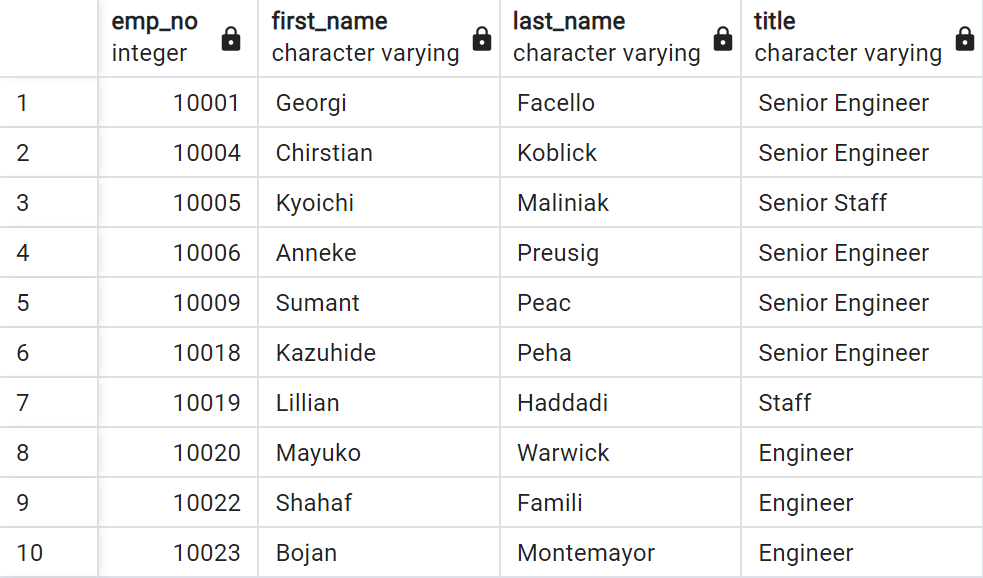 emp_no first_name last_name title
integer character varying character varying character varying
1 10001 Georgi Facello Senior Engineer
2 10004 Chirstian Koblick Senior Engineer
3 10005 Kyoichi Maliniak Senior Staff
4 10006 Anneke Preusig Senior Engineer
5 10009 Sumant Peac Senior Engineer
6 10018 Kazuhide Peha Senior Engineer
7 10019 Lillian Haddadi Staff
8 10020 Mayuko Warwick Engineer
9 10022 Shahaf Famili Engineer
10 10023 Bojan Montemayor Engineer